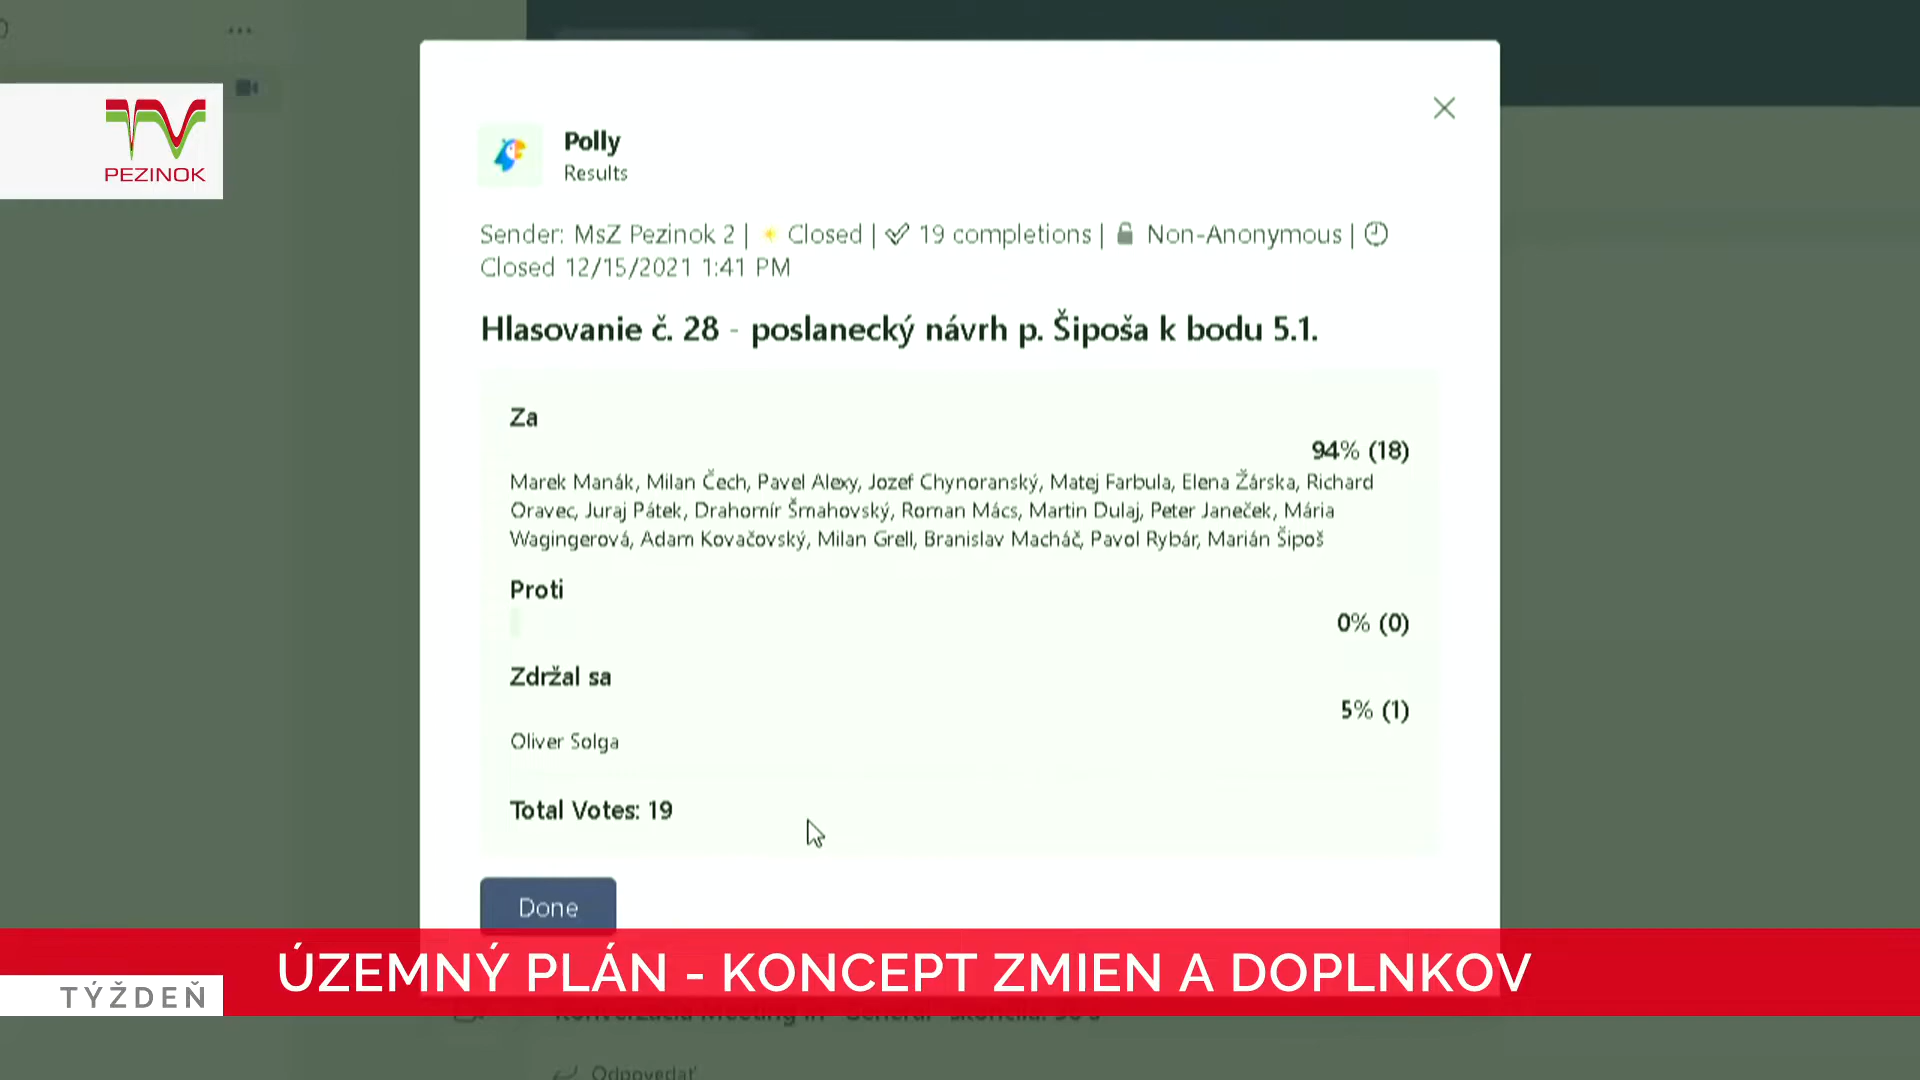 TV
PEZINOK
Polly
Results
Sender: MsZ Pezinok 2 | Closed | 19 completions | Non-Anonymous |
Closed 12/15/2021 1:41 PM
Hlasovanie č. 28 - poslanecký návrh p. Šipoša k bodu 5.1.
Za
94% (18)
Marek Manák, Milan Čech, Pavel Alexy, Jozef Chynoranský, Matej Farbula, Elena Žárska, Richard
Oravec, Juraj Pátek, Drahomír Šmahovský, Roman Mács, Martin Dulaj, Peter Janeček, Mária
Wagingerová, Adam Kovačovský, Milan Grell, Branislav Macháč, Pavol Rybár, Marián Šipoš
Proti
0% (0)
Zdržal sa
5% (1)
Oliver Solga
Total Votes: 19
Done
ÚZEMNÝ PLÁN - KONCEPT ZMIEN A DOPLNKOV
TÝŽDEŇ
Odpovedať